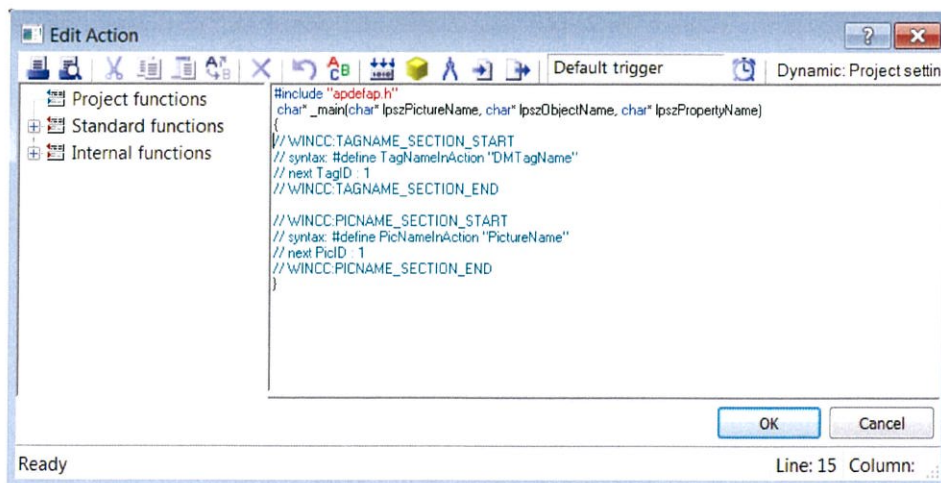 Edit Action
Default trigger
Dynamic: Project settin
Project functions
Standard functions
Internal functions
#include "apdefap.h"
char* _main(char* lpszPictureName, char* lpszObjectName, char* lpszPropertyName)
{
// WINCC:TAGNAME_SECTION_START
// syntax: #define TagNameInAction "DMTagName"
// next TagID : 1
// WINCC:TAGNAME_SECTION_END
// WINCC:PICNAME_SECTION_START
// syntax: #define PicNameInAction "PictureName"
// next PicID : 1
// WINCC:PICNAME_SECTION_END
}
OK
Cancel
Ready
Line: 15 Column: